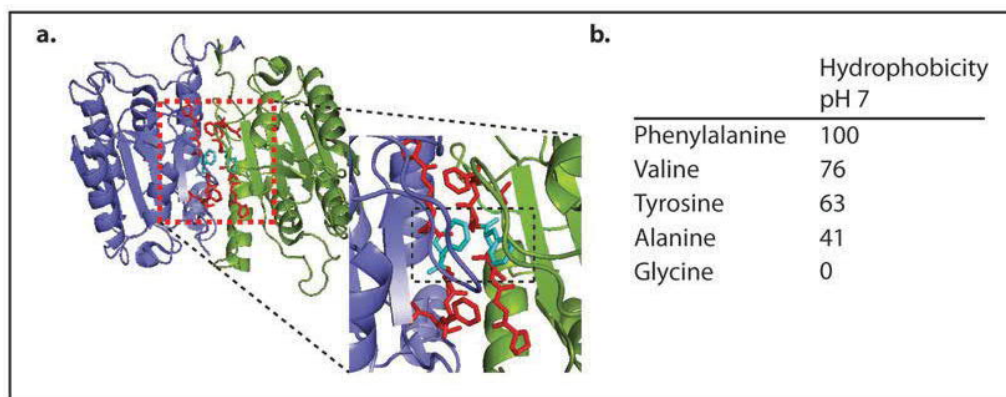 a.
b.
Hydrophobicity
pH 7
Phenylalanine 100
Valine 76
Tyrosine 63
Alanine 41
Glycine 0